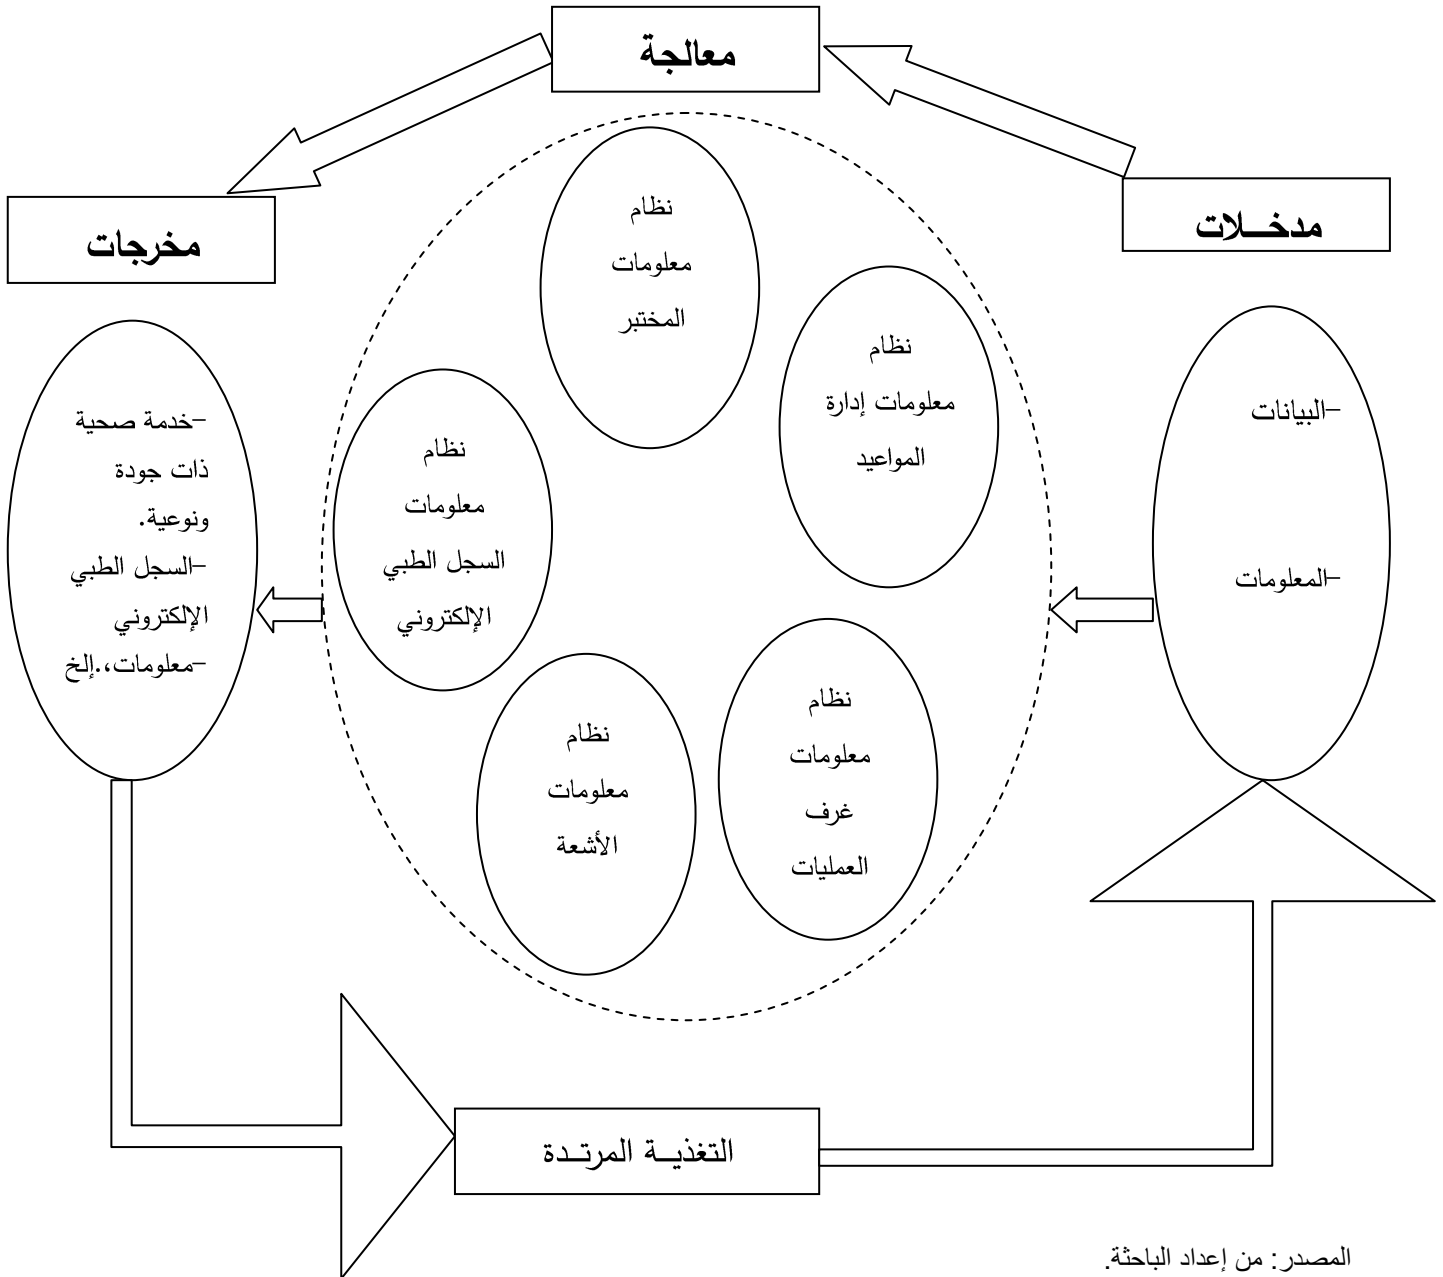 معالجة
مدخــلات
مخرجات
-البيانات
-المعلومات
نظام
معلومات إدارة
المواعيد
نظام
معلومات
المختبر
نظام
معلومات
السجل الطبي
الإلكتروني
نظام
معلومات
غرف
العمليات
نظام
معلومات
الأشعة
-خدمة صحية
ذات جودة
ونوعية.
-السجل الطبي
الإلكتروني
-معلومات،.إلخ
التغذيــة المرتــدة
المصدر: من إعداد الباحثة.